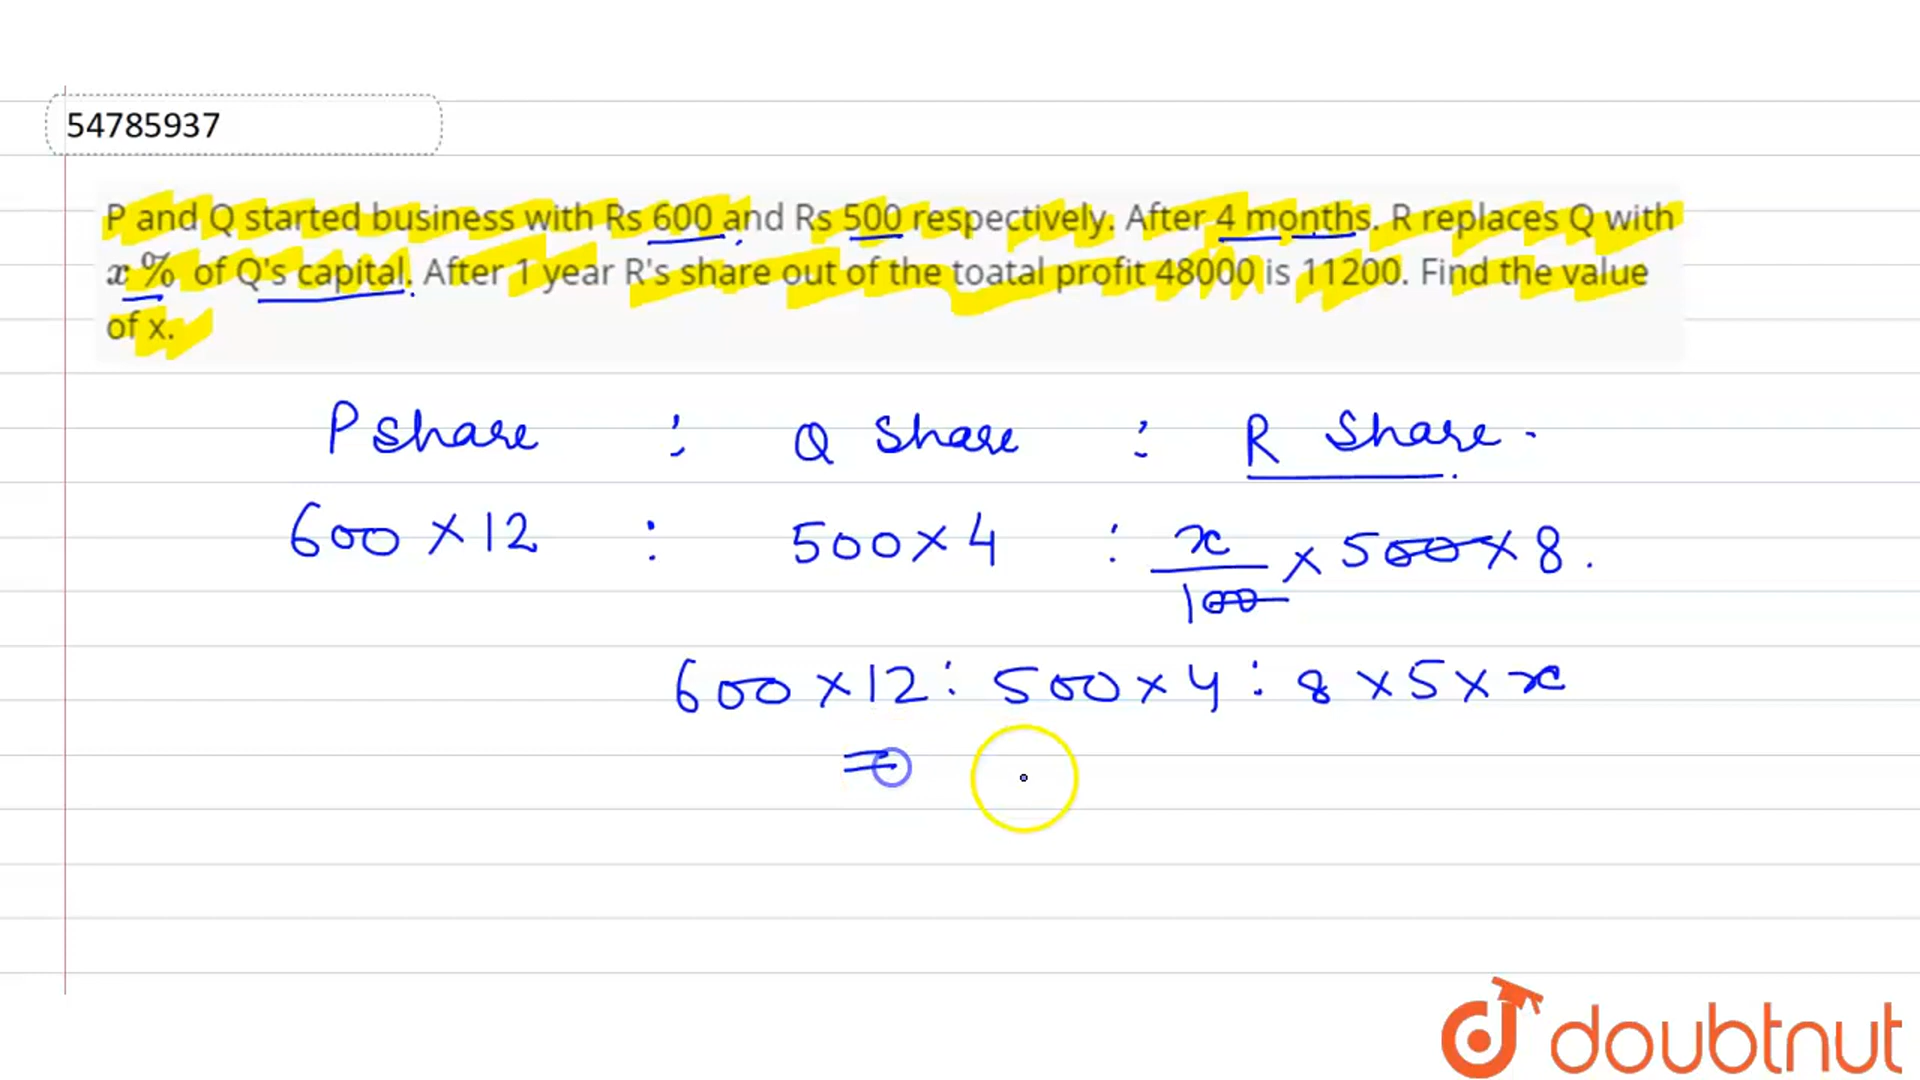 54785937
P and Q started business with Rs 600 and Rs 500 respectively. After 4 months. R replaces Q with
x % of Q's capital. After 1 year R's share out of the toatal profit 48000 is 11200. Find the value
of x.
P share : Q share : R share.
600 × 12 : 500 × 4 : x/100 × 500 × 8.
600 × 12 : 500 × 4 : 8 × 5 × x
⇒
doubtnut